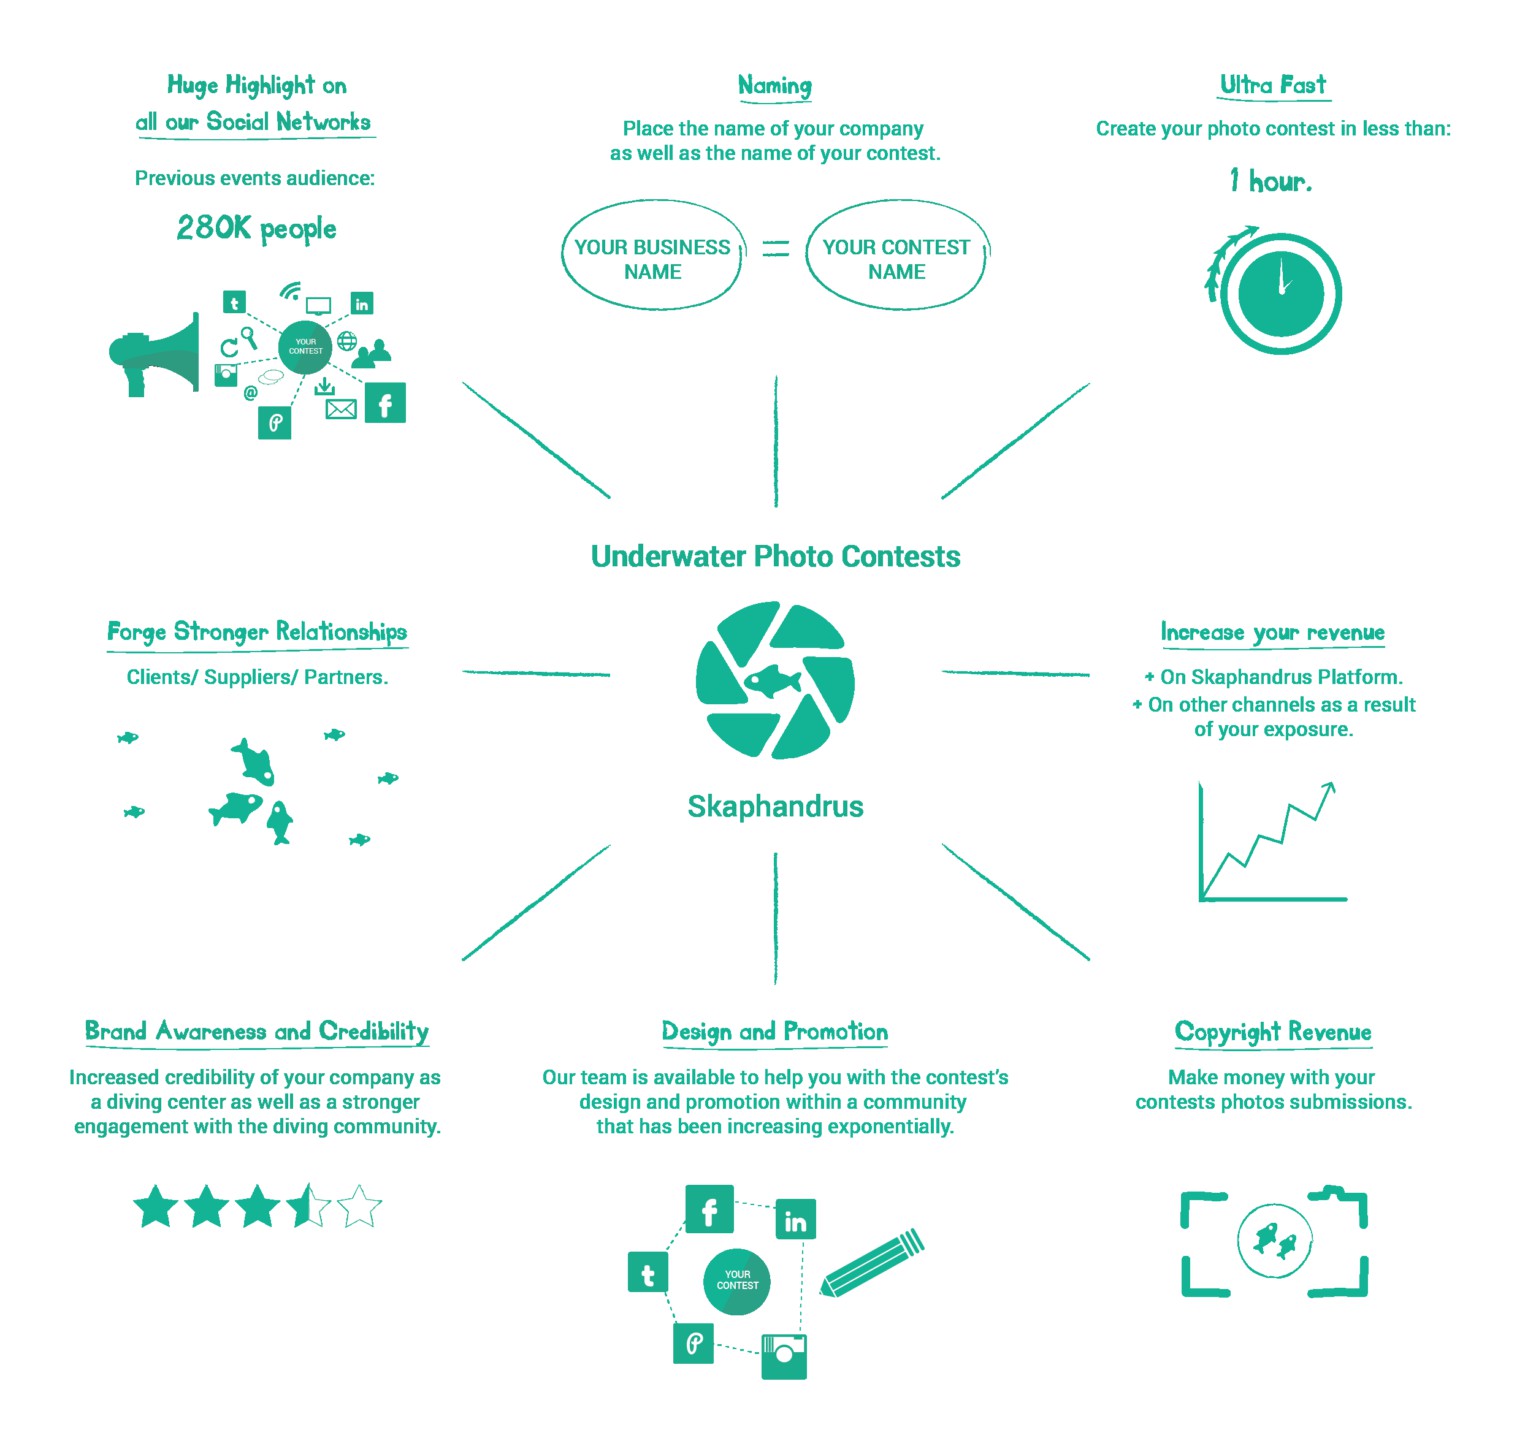 Huge Highlight on
all our Social Networks
Previous events audience:
280K people
YOUR
CONTEST
t
in
@
f
P
Naming
Place the name of your company
as well as the name of your contest.
YOUR BUSINESS
NAME
=
YOUR CONTEST
NAME
Ultra Fast
Create your photo contest in less than:
1 hour.
Underwater Photo Contests
Skaphandrus
Forge Stronger Relationships
Clients/ Suppliers/ Partners.
Increase your revenue
+ On Skaphandrus Platform.
+ On other channels as a result
of your exposure.
Brand Awareness and Credibility
Increased credibility of your company as
a diving center as well as a stronger
engagement with the diving community.
Design and Promotion
Our team is available to help you with the contest's
design and promotion within a community
that has been increasing exponentially.
f
in
t
YOUR
CONTEST
P
Copyright Revenue
Make money with your
contests photos submissions.